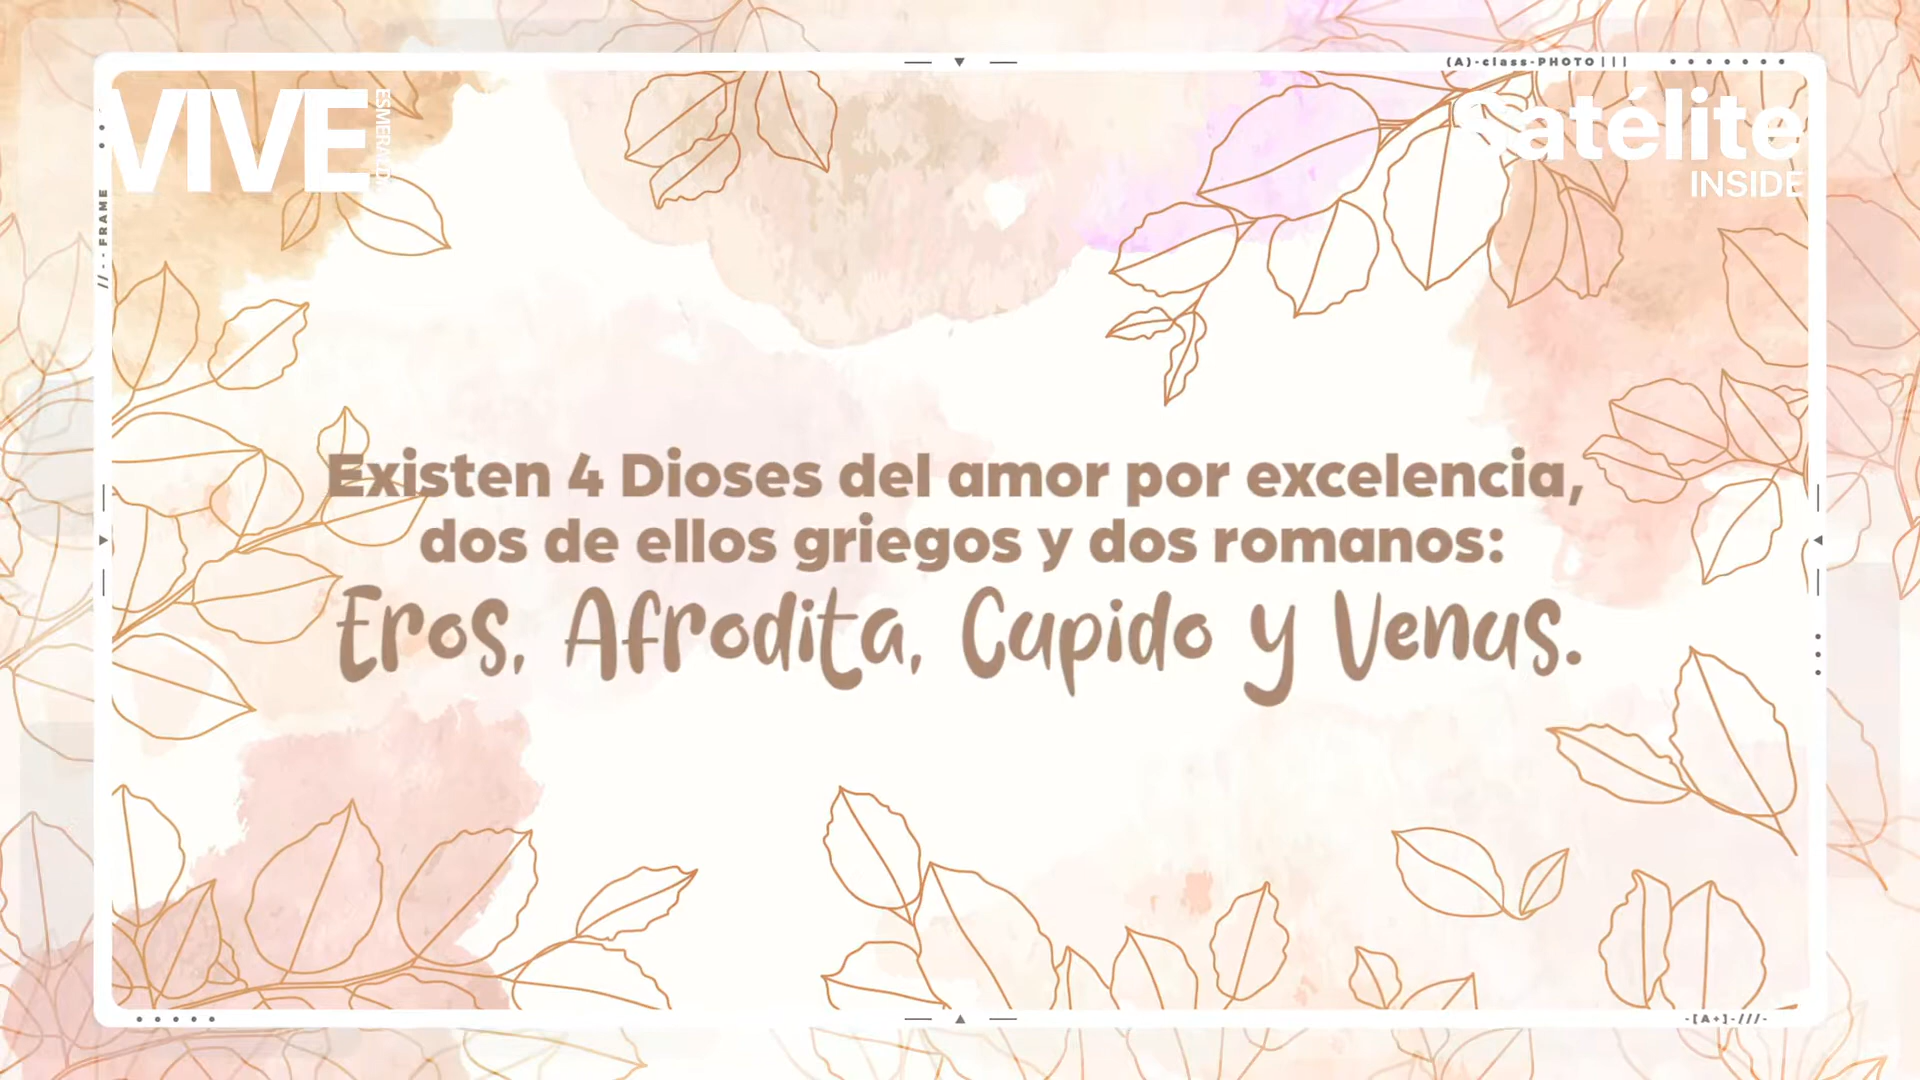 (A)-class-PHOTO|||
VIVE
Satélite
INSIDE
//--FRAME
Existen 4 Dioses del amor por excelencia,
dos de ellos griegos y dos romanos:
Eros, Afrodita, Cupido y Venus.
-[A+]-///-